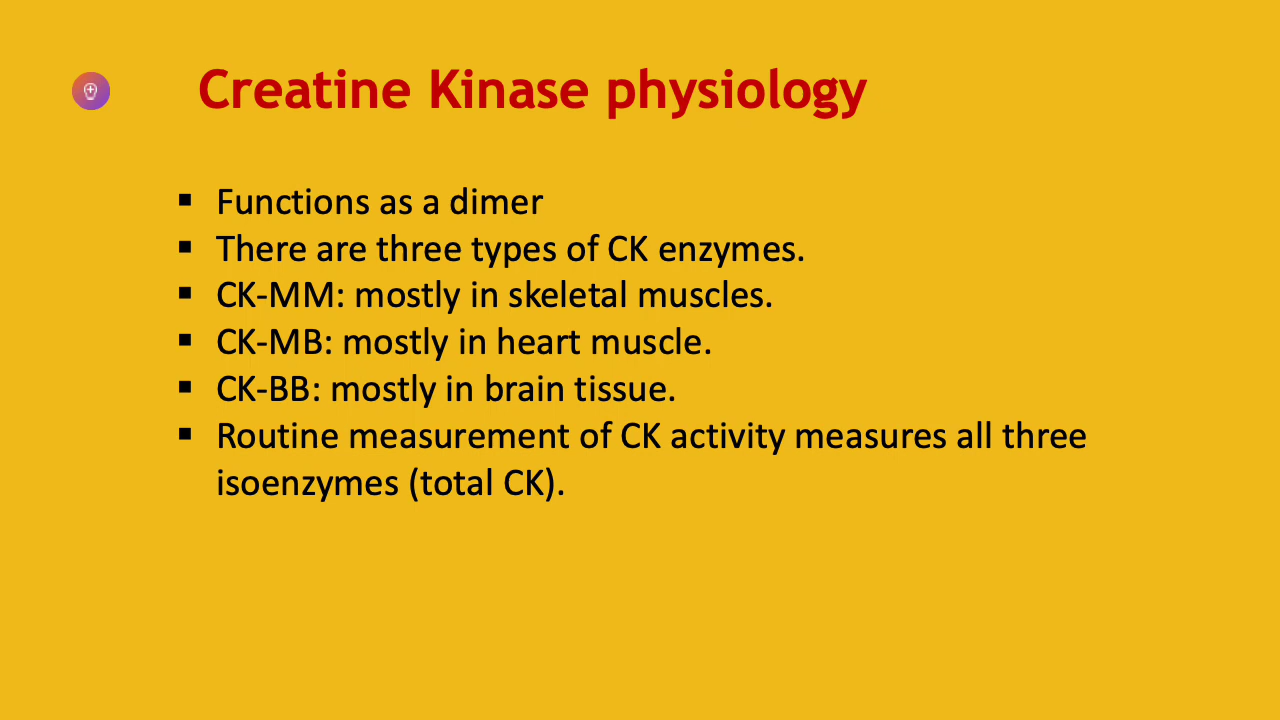 Creatine Kinase physiology
▪ Functions as a dimer
▪ There are three types of CK enzymes.
▪ CK-MM: mostly in skeletal muscles.
▪ CK-MB: mostly in heart muscle.
▪ CK-BB: mostly in brain tissue.
▪ Routine measurement of CK activity measures all three
isoenzymes (total CK).